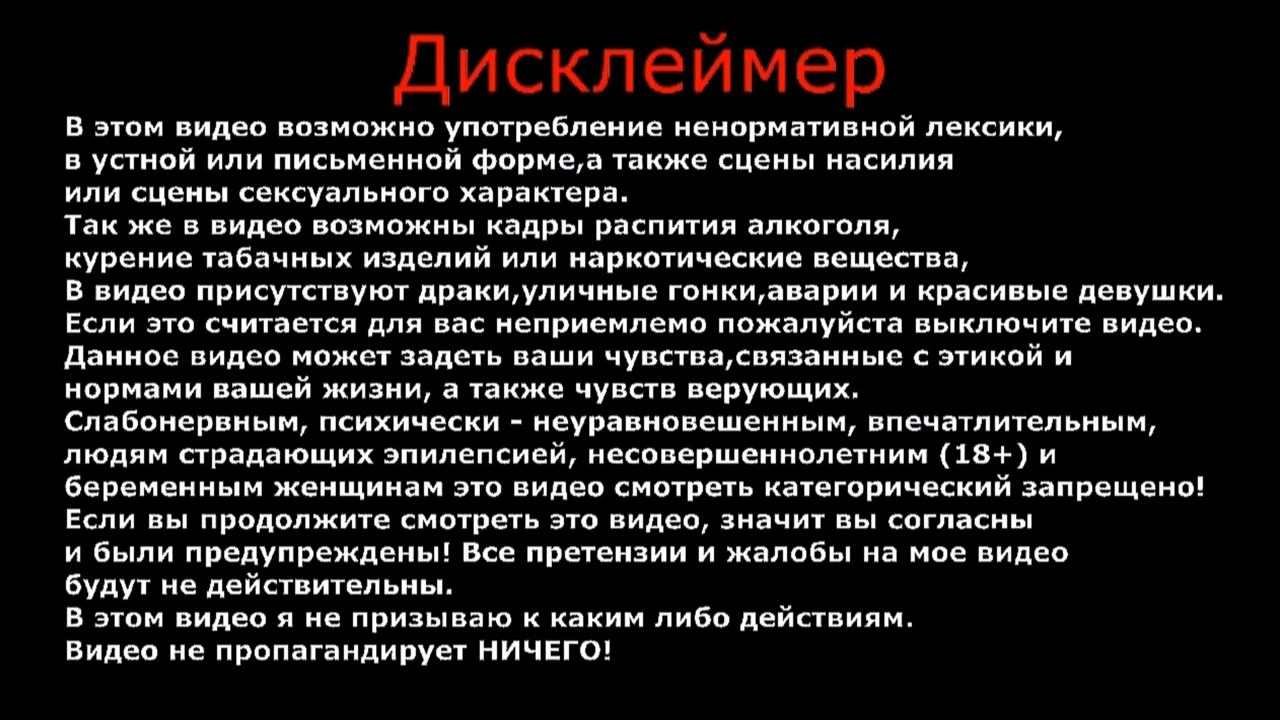 Дисклеймер
В этом видео возможно употребление ненормативной лексики,
в устной или письменной форме,а также сцены насилия
или сцены сексуального характера.
Так же в видео возможны кадры распития алкоголя,
курение табачных изделий или наркотические вещества,
В видео присутствуют драки,уличные гонки,аварии и красивые девушки.
Если это считается для вас неприемлемо пожалуйста выключите видео.
Данное видео может задеть ваши чувства,связанные с этикой и
нормами вашей жизни, а также чувств верующих.
Слабонервным, психически - неуравновешенным, впечатлительным,
людям страдающих эпилепсией, несовершеннолетним (18+) и
беременным женщинам это видео смотреть категорический запрещено!
Если вы продолжите смотреть это видео, значит вы согласны
и были предупреждены! Все претензии и жалобы на мое видео
будут не действительны.
В этом видео я не призываю к каким либо действиям.
Видео не пропагандирует НИЧЕГО!